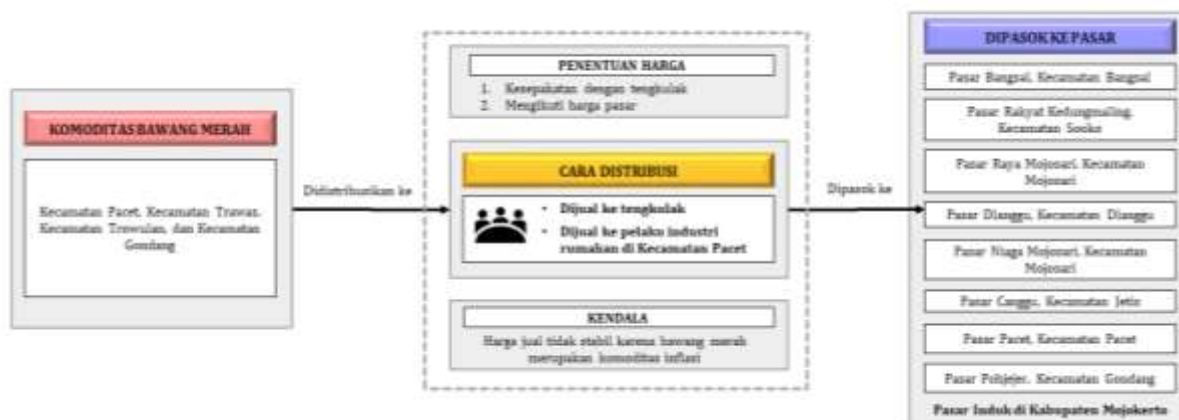 KOMODITAS BAWANG MERAH
Kecamatan Pacet, Kecamatan Trawas,
Kecamatan Trowulan, dan Kecamatan
Gondang
Didistribusikan ke
PENENTUAN HARGA
1. Kesepakatan dengan tengkulak
2. Mengikuti harga pasar
CARA DISTRIBUSI
• Dijual ke tengkulak
• Dijual ke pelaku industri
rumahan di Kecamatan Pacet
KENDALA
Harga jual tidak stabil karena bawang merah
merupakan komoditas inflasi
Dipasok ke
DIPASOK KE PASAR
Pasar Bangsal, Kecamatan Bangsal
Pasar Rakyat Kedungmaling,
Kecamatan Sooko
Pasar Raya Mojosari, Kecamatan
Mojosari
Pasar Dlanggu, Kecamatan Dlanggu
Pasar Niaga Mojosari, Kecamatan
Mojosari
Pasar Canggu, Kecamatan Jetis
Pasar Pacet, Kecamatan Pacet
Pasar Pohjejer, Kecamatan Gondang
Pasar Induk di Kabupaten Mojokerto